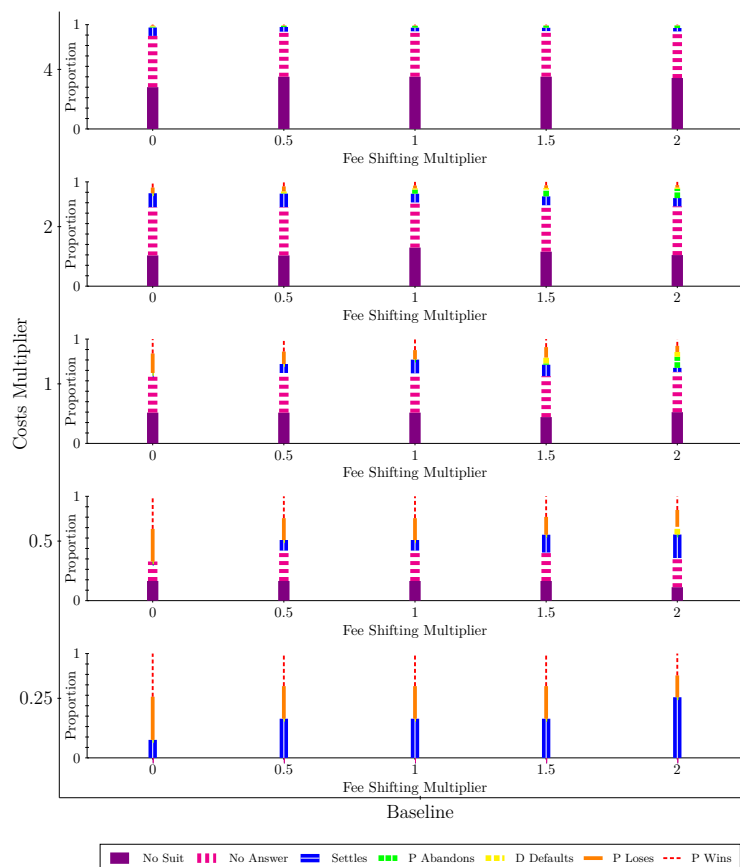 1
4
Proportion
0
0 0.5 1 1.5 2
Fee Shifting Multiplier
1
2
Proportion
0
0 0.5 1 1.5 2
Fee Shifting Multiplier
Costs Multiplier
1
1
Proportion
0
0 0.5 1 1.5 2
Fee Shifting Multiplier
1
0.5
Proportion
0
0 0.5 1 1.5 2
Fee Shifting Multiplier
1
0.25
Proportion
0
0 0.5 1 1.5 2
Fee Shifting Multiplier
Baseline
No Suit No Answer Settles P Abandons D Defaults P Loses P Wins